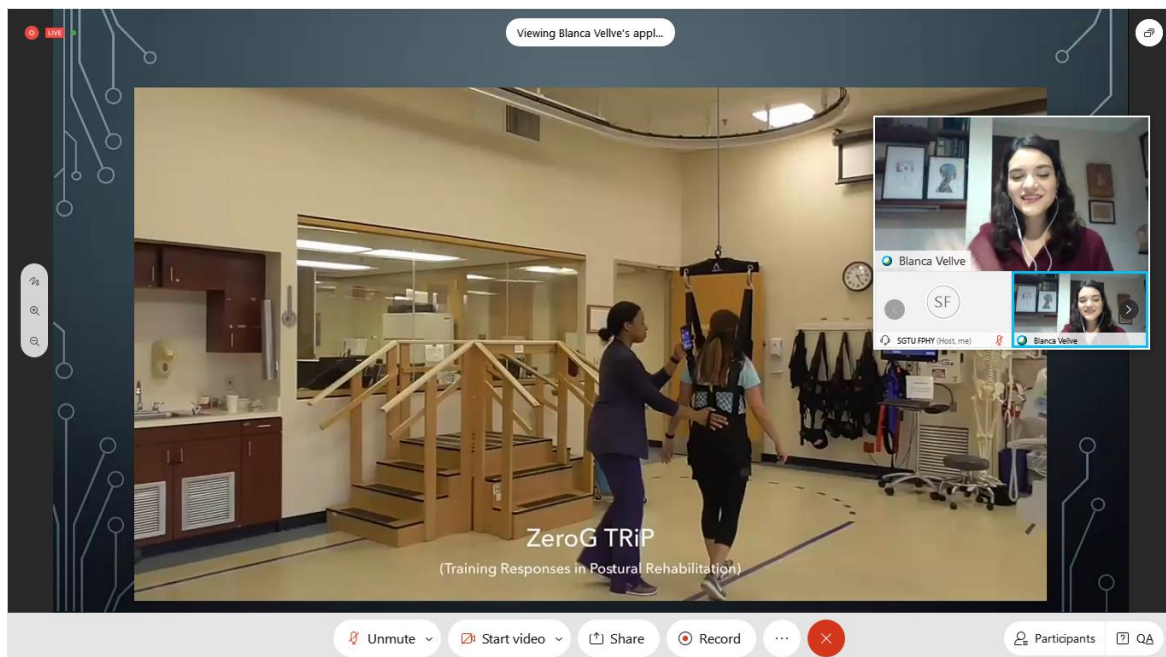 LIVE
Viewing Blanca Vellve's appl...
Blanca Vellve
SF
SGTU FPHY (Host, me)
Blanca Vellve
ZeroG TRiP
(Training Responses in Postural Rehabilitation)
Unmute
Start video
Share
Record
...
Participants
? QA